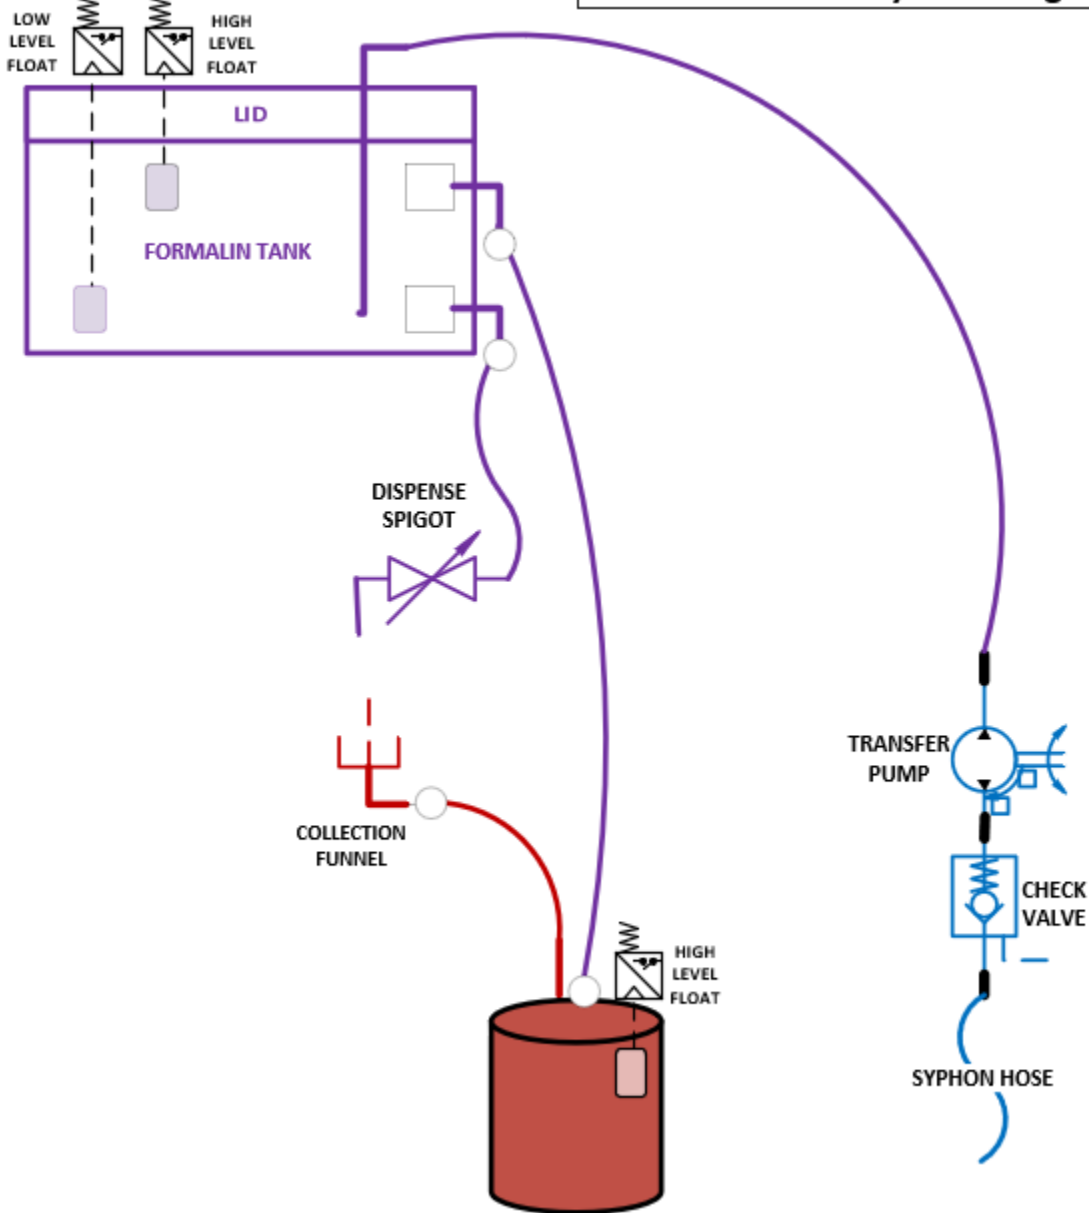 LOW
LEVEL
FLOAT
HIGH
LEVEL
FLOAT
LID
FORMALIN TANK
DISPENSE
SPIGOT
TRANSFER
PUMP
COLLECTION
FUNNEL
CHECK
VALVE
HIGH
LEVEL
FLOAT
SYPHON HOSE